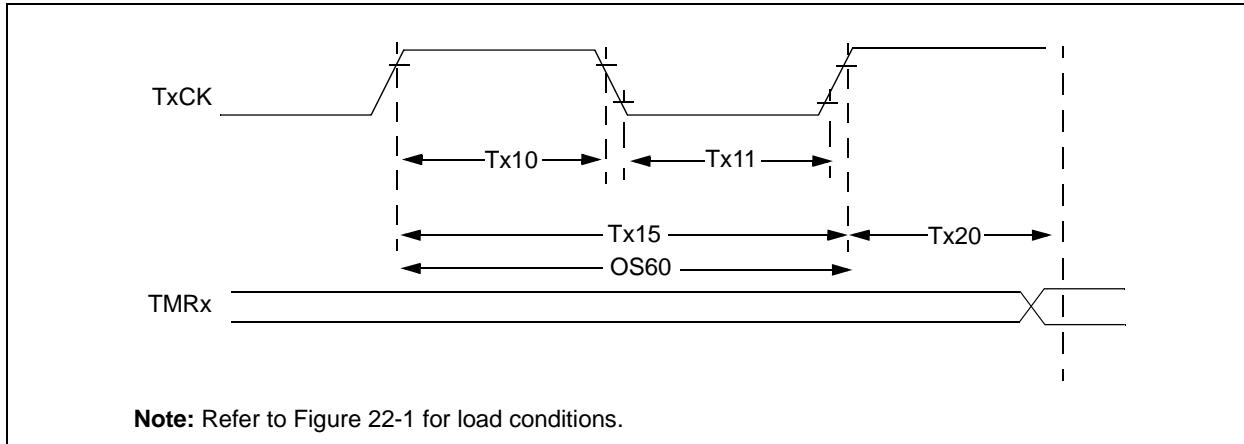 TxCK
Tx10
Tx11
Tx15
Tx20
OS60
TMRx
Note: Refer to Figure 22-1 for load conditions.